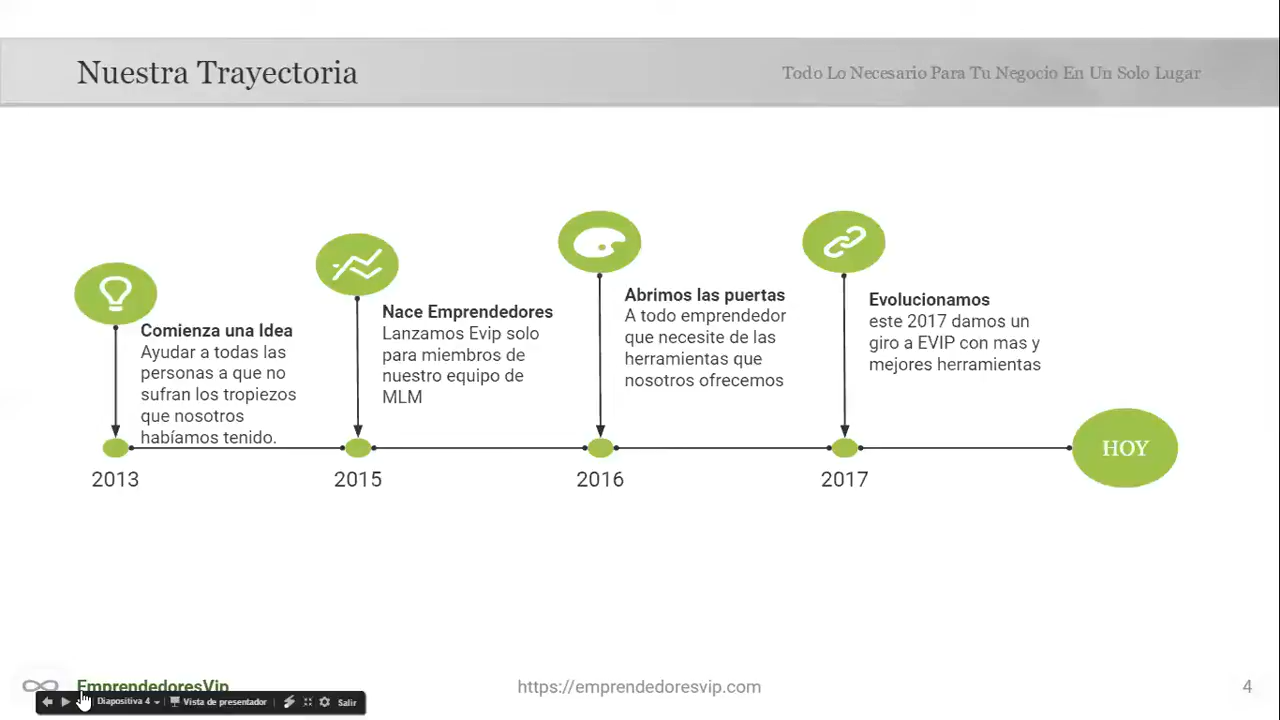 Nuestra Trayectoria
Todo Lo Necesario Para Tu Negocio En Un Solo Lugar
Comienza una Idea
Ayudar a todas las
personas a que no
sufran los tropiezos
que nosotros
habíamos tenido.
Nace Emprendedores
Lanzamos Evip solo
para miembros de
nuestro equipo de
MLM
Abrimos las puertas
A todo emprendedor
que necesite de las
herramientas que
nosotros ofrecemos
Evolucionamos
este 2017 damos un
giro a EVIP con mas y
mejores herramientas
HOY
2013
2015
2016
2017
EmprendedoresVip
https://emprendedoresvip.com
4
Diapositiva 4
Vista de presentador
Salir